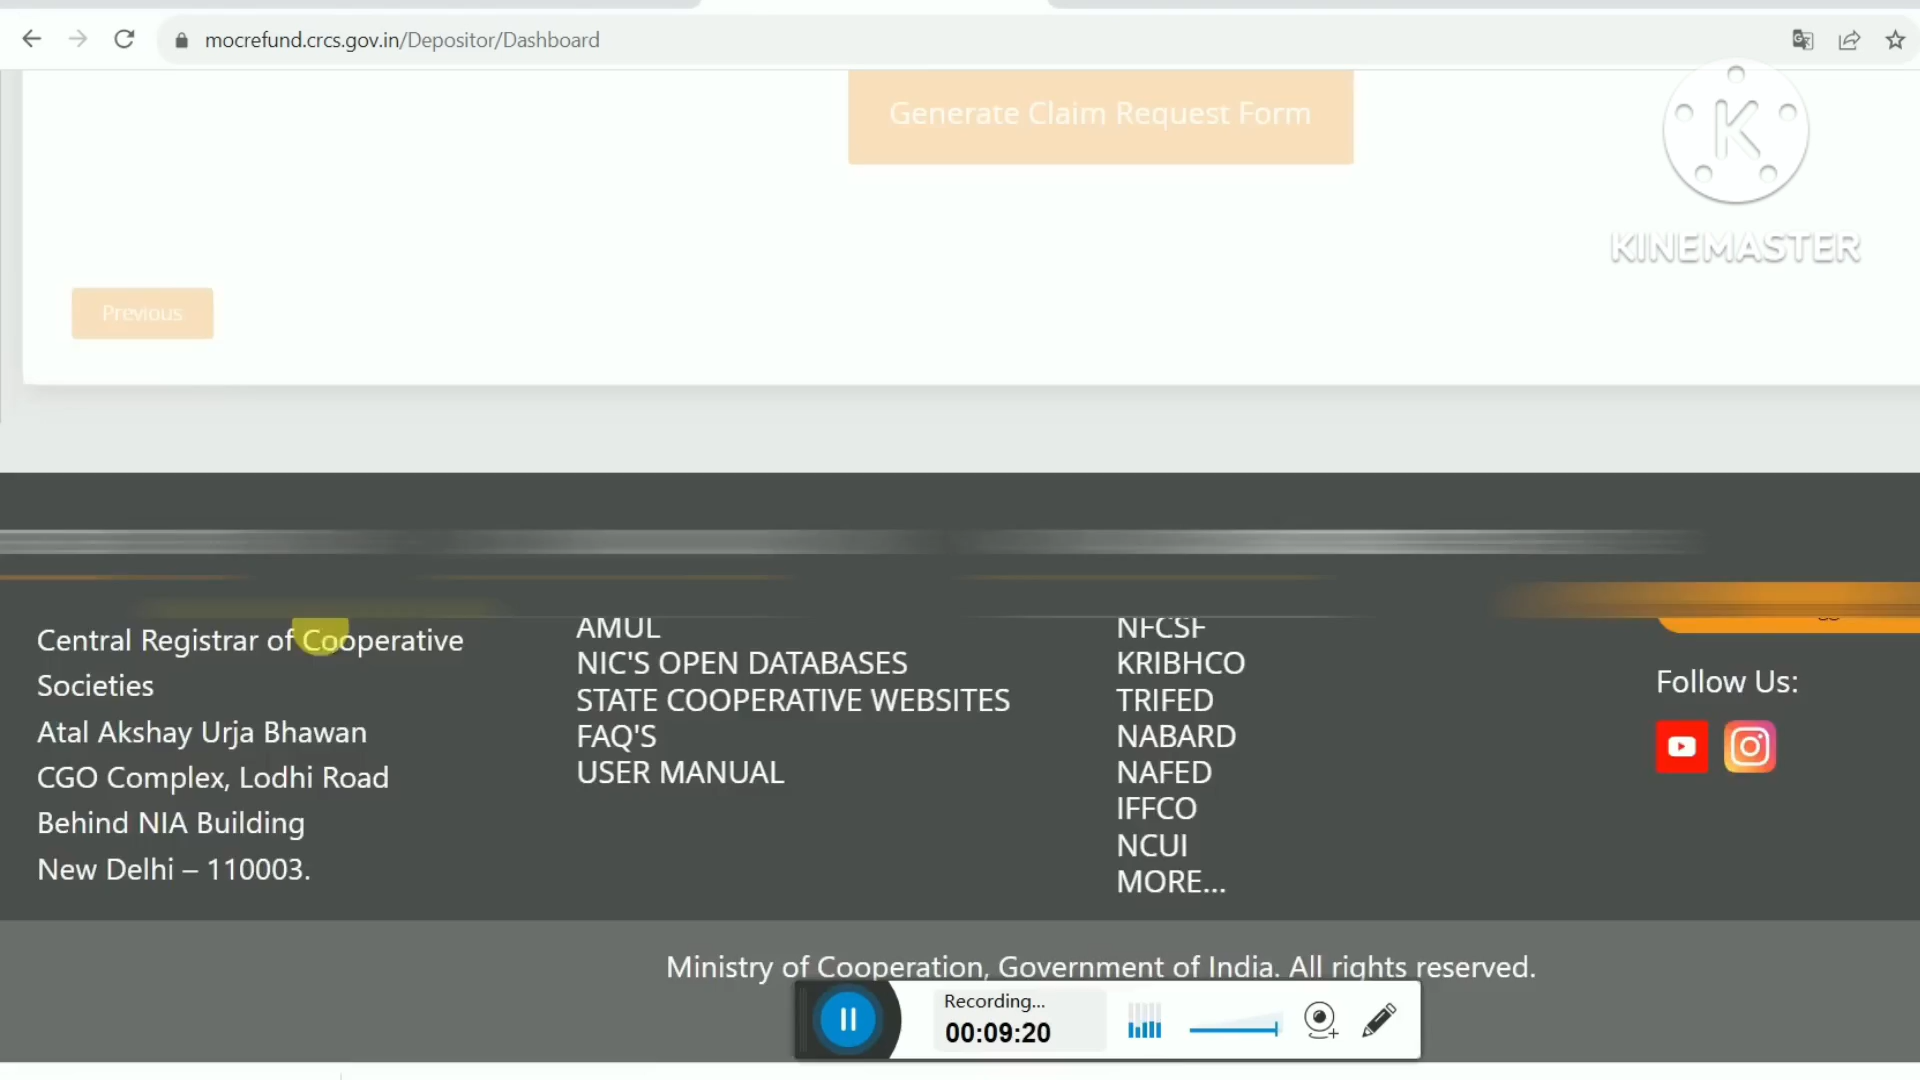 mocrefund.crcs.gov.in/Depositor/Dashboard
Generate Claim Request Form
K
KINEMASTER
Previous
Central Registrar of Cooperative
Societies
Atal Akshay Urja Bhawan
CGO Complex, Lodhi Road
Behind NIA Building
New Delhi – 110003.
AMUL
NIC'S OPEN DATABASES
STATE COOPERATIVE WEBSITES
FAQ'S
USER MANUAL
NFCSF
KRIBHCO
TRIFED
NABARD
NAFED
IFFCO
NCUI
MORE...
Follow Us:
Ministry of Cooperation, Government of India. All rights reserved.
Recording...
00:09:20